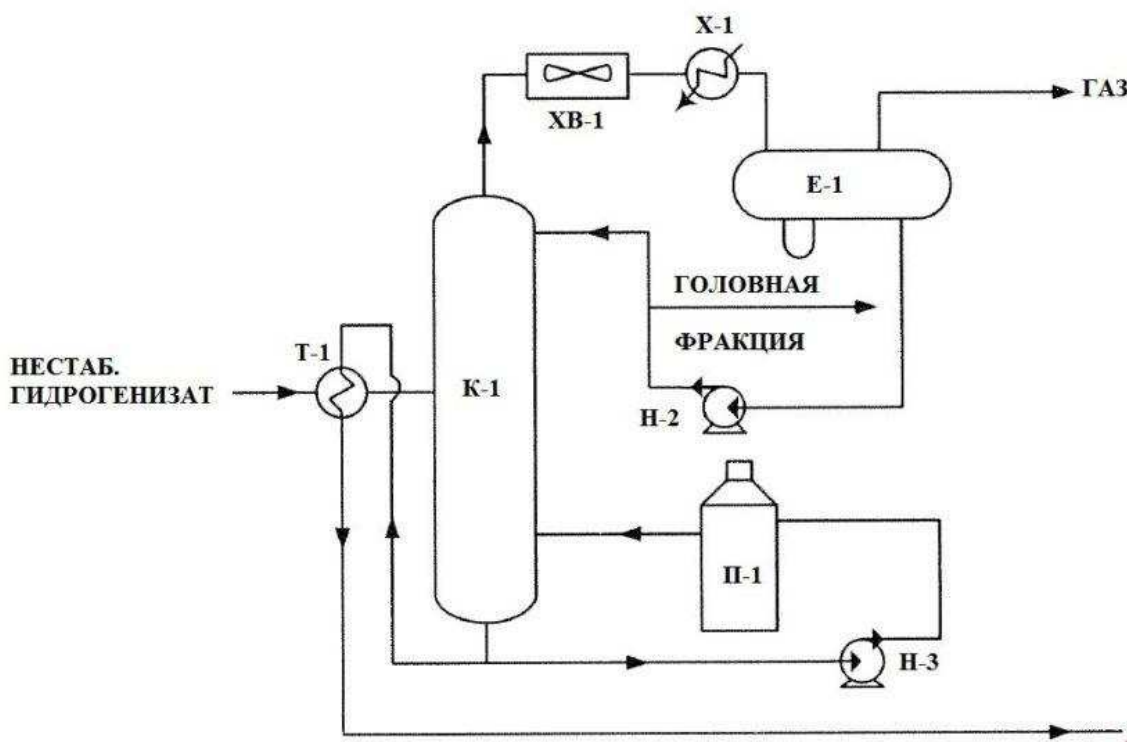 Х-1
ГАЗ
ХВ-1
Е-1
ГОЛОВНАЯ
ФРАКЦИЯ
Т-1
НЕСТАБ.
ГИДРОГЕНИЗАТ
К-1
Н-2
П-1
Н-3